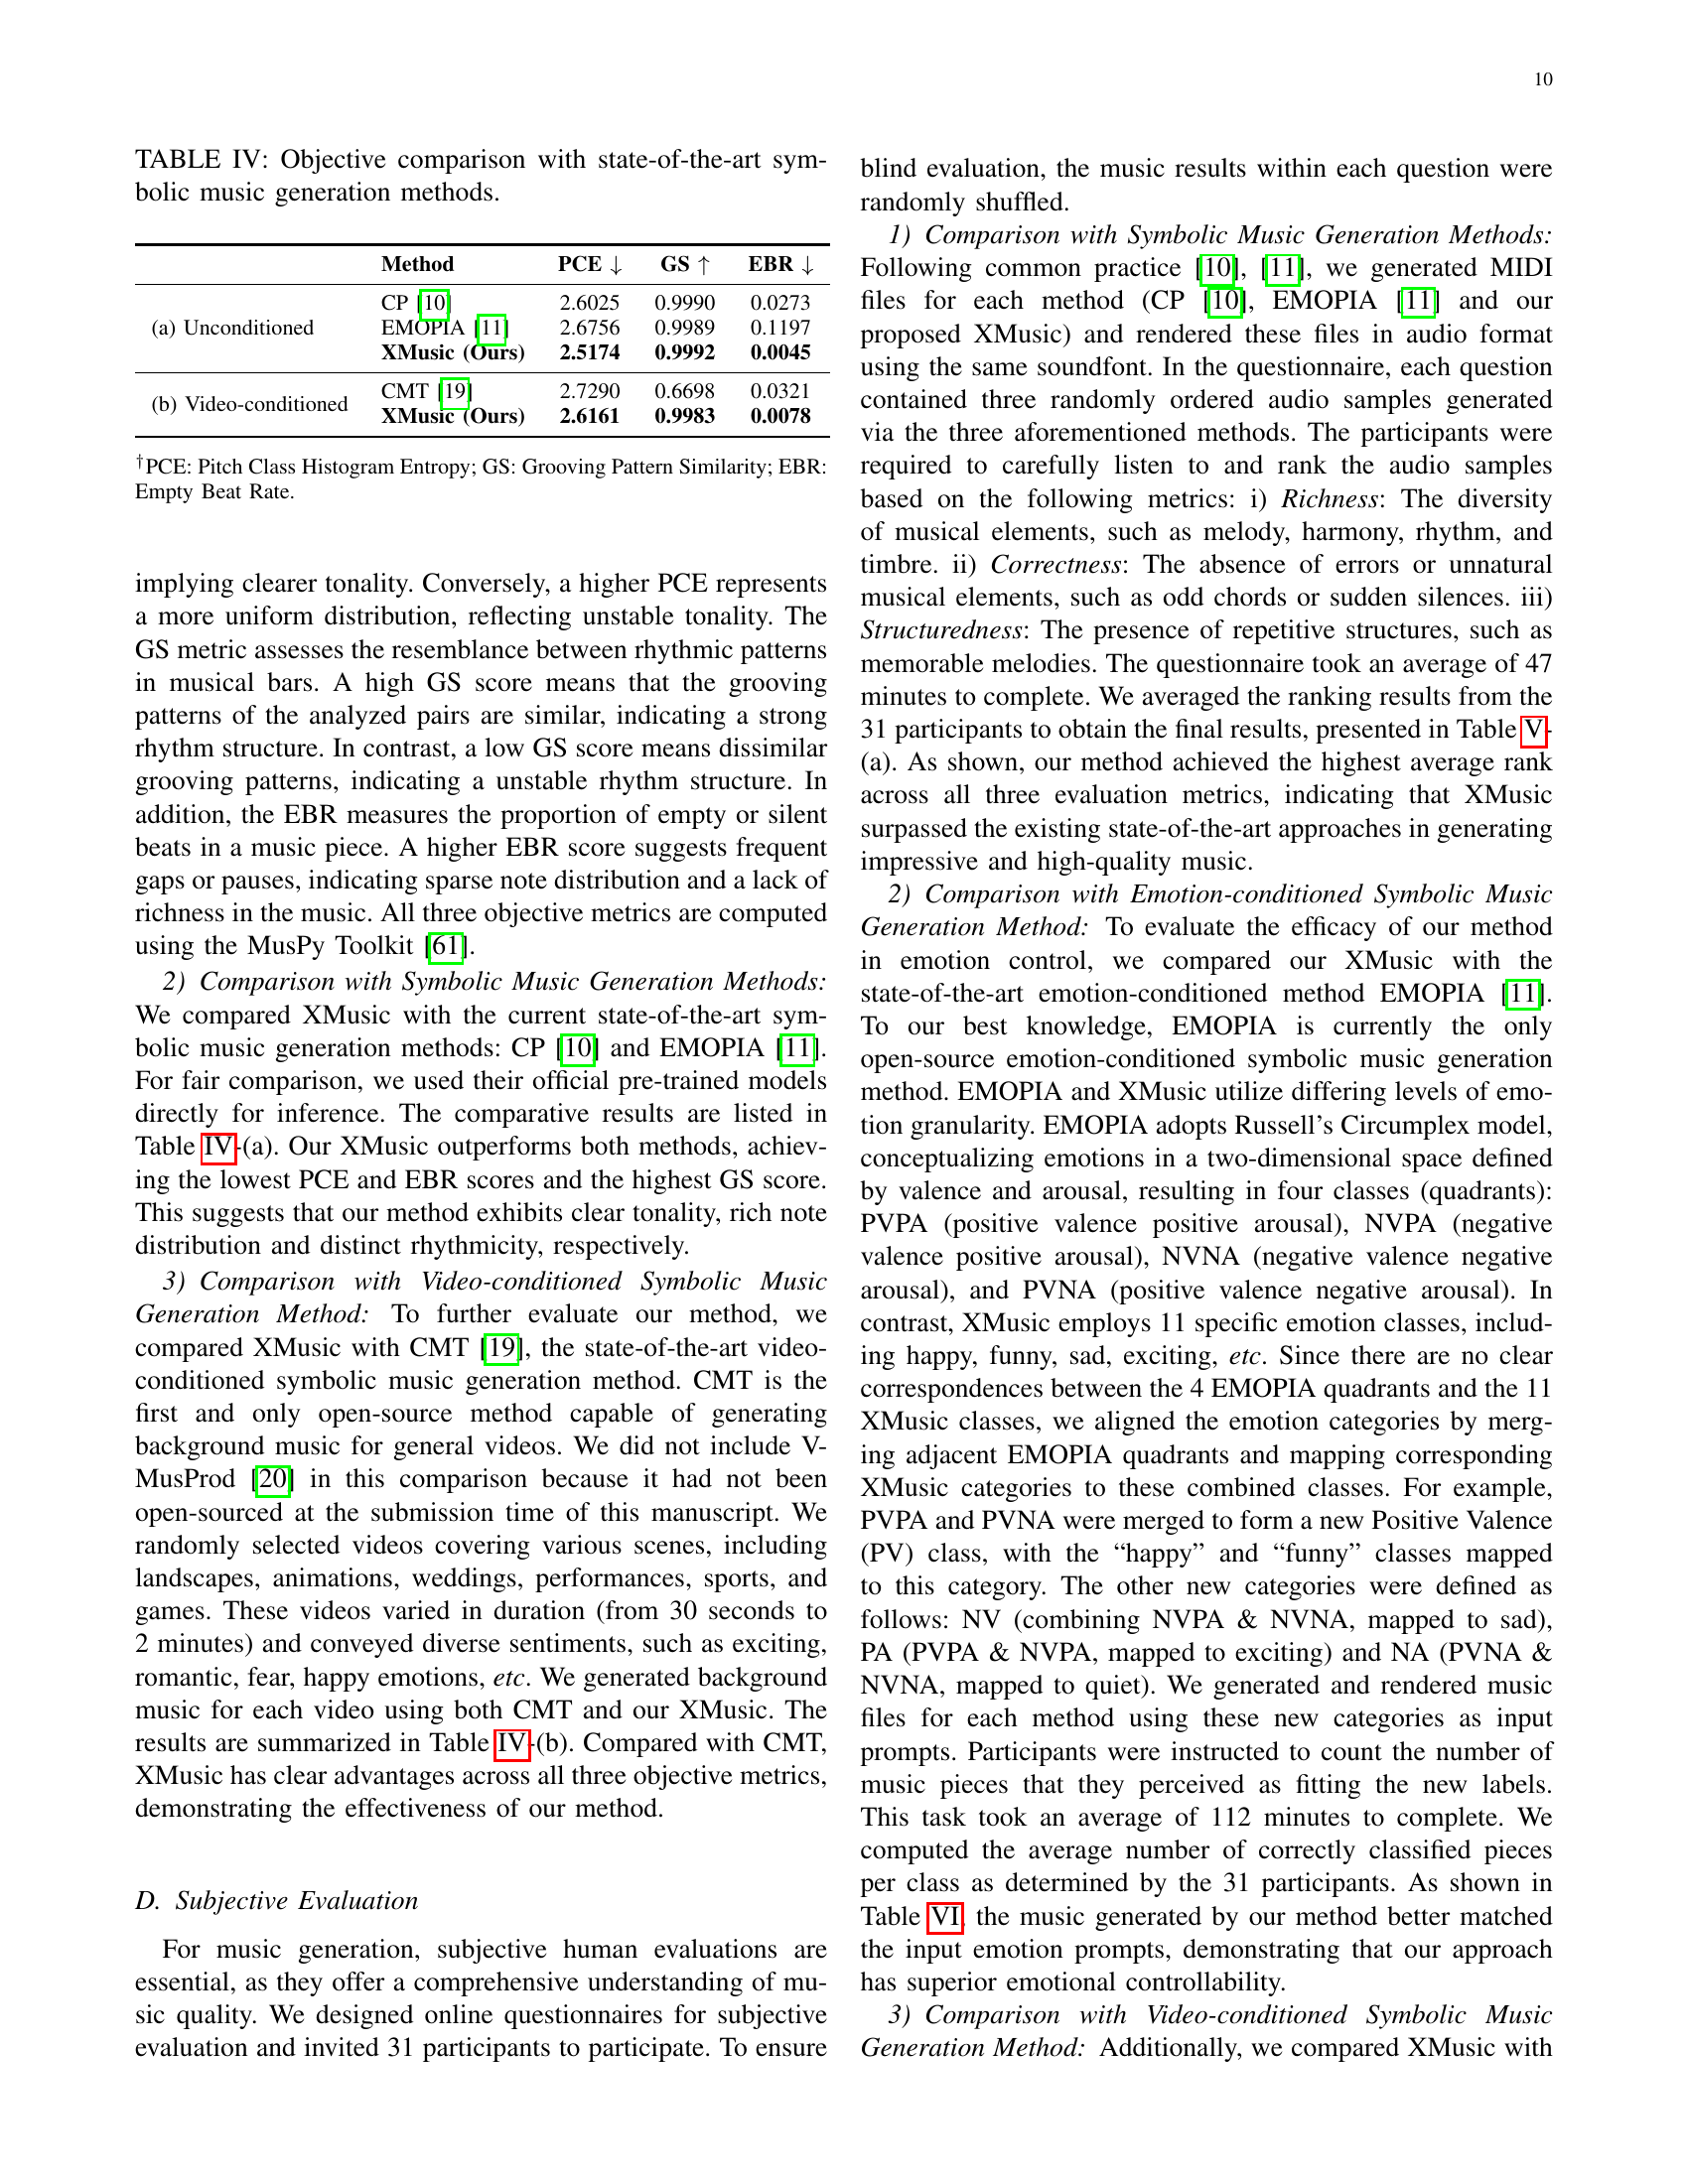 10
TABLE IV: Objective comparison with state-of-the-art sym-
bolic music generation methods.
Method PCE ↓ GS ↑ EBR ↓
(a) Unconditioned
CP [10] 2.6025 0.9990 0.0273
EMOPIA [11] 2.6756 0.9989 0.1197
XMusic (Ours) 2.5174 0.9992 0.0045
(b) Video-conditioned
CMT [19] 2.7290 0.6698 0.0321
XMusic (Ours) 2.6161 0.9983 0.0078
†PCE: Pitch Class Histogram Entropy; GS: Grooving Pattern Similarity; EBR:
Empty Beat Rate.
implying clearer tonality. Conversely, a higher PCE represents
a more uniform distribution, reflecting unstable tonality. The
GS metric assesses the resemblance between rhythmic patterns
in musical bars. A high GS score means that the grooving
patterns of the analyzed pairs are similar, indicating a strong
rhythm structure. In contrast, a low GS score means dissimilar
grooving patterns, indicating a unstable rhythm structure. In
addition, the EBR measures the proportion of empty or silent
beats in a music piece. A higher EBR score suggests frequent
gaps or pauses, indicating sparse note distribution and a lack of
richness in the music. All three objective metrics are computed
using the MusPy Toolkit [61].
2) Comparison with Symbolic Music Generation Methods:
We compared XMusic with the current state-of-the-art sym-
bolic music generation methods: CP [10] and EMOPIA [11].
For fair comparison, we used their official pre-trained models
directly for inference. The comparative results are listed in
Table IV-(a). Our XMusic outperforms both methods, achiev-
ing the lowest PCE and EBR scores and the highest GS score.
This suggests that our method exhibits clear tonality, rich note
distribution and distinct rhythmicity, respectively.
3) Comparison with Video-conditioned Symbolic Music
Generation Method: To further evaluate our method, we
compared XMusic with CMT [19], the state-of-the-art video-
conditioned symbolic music generation method. CMT is the
first and only open-source method capable of generating
background music for general videos. We did not include V-
MusProd [20] in this comparison because it had not been
open-sourced at the submission time of this manuscript. We
randomly selected videos covering various scenes, including
landscapes, animations, weddings, performances, sports, and
games. These videos varied in duration (from 30 seconds to
2 minutes) and conveyed diverse sentiments, such as exciting,
romantic, fear, happy emotions, etc. We generated background
music for each video using both CMT and our XMusic. The
results are summarized in Table IV-(b). Compared with CMT,
XMusic has clear advantages across all three objective metrics,
demonstrating the effectiveness of our method.
D. Subjective Evaluation
For music generation, subjective human evaluations are
essential, as they offer a comprehensive understanding of mu-
sic quality. We designed online questionnaires for subjective
evaluation and invited 31 participants to participate. To ensure
blind evaluation, the music results within each question were
randomly shuffled.
1) Comparison with Symbolic Music Generation Methods:
Following common practice [10], [11], we generated MIDI
files for each method (CP [10], EMOPIA [11] and our
proposed XMusic) and rendered these files in audio format
using the same soundfont. In the questionnaire, each question
contained three randomly ordered audio samples generated
via the three aforementioned methods. The participants were
required to carefully listen to and rank the audio samples
based on the following metrics: i) Richness: The diversity
of musical elements, such as melody, harmony, rhythm, and
timbre. ii) Correctness: The absence of errors or unnatural
musical elements, such as odd chords or sudden silences. iii)
Structuredness: The presence of repetitive structures, such as
memorable melodies. The questionnaire took an average of 47
minutes to complete. We averaged the ranking results from the
31 participants to obtain the final results, presented in Table V-
(a). As shown, our method achieved the highest average rank
across all three evaluation metrics, indicating that XMusic
surpassed the existing state-of-the-art approaches in generating
impressive and high-quality music.
2) Comparison with Emotion-conditioned Symbolic Music
Generation Method: To evaluate the efficacy of our method
in emotion control, we compared our XMusic with the
state-of-the-art emotion-conditioned method EMOPIA [11].
To our best knowledge, EMOPIA is currently the only
open-source emotion-conditioned symbolic music generation
method. EMOPIA and XMusic utilize differing levels of emo-
tion granularity. EMOPIA adopts Russell's Circumplex model,
conceptualizing emotions in a two-dimensional space defined
by valence and arousal, resulting in four classes (quadrants):
PVPA (positive valence positive arousal), NVPA (negative
valence positive arousal), NVNA (negative valence negative
arousal), and PVNA (positive valence negative arousal). In
contrast, XMusic employs 11 specific emotion classes, includ-
ing happy, funny, sad, exciting, etc. Since there are no clear
correspondences between the 4 EMOPIA quadrants and the 11
XMusic classes, we aligned the emotion categories by merg-
ing adjacent EMOPIA quadrants and mapping corresponding
XMusic categories to these combined classes. For example,
PVPA and PVNA were merged to form a new Positive Valence
(PV) class, with the “happy” and “funny” classes mapped
to this category. The other new categories were defined as
follows: NV (combining NVPA & NVNA, mapped to sad),
PA (PVPA & NVPA, mapped to exciting) and NA (PVNA &
NVNA, mapped to quiet). We generated and rendered music
files for each method using these new categories as input
prompts. Participants were instructed to count the number of
music pieces that they perceived as fitting the new labels.
This task took an average of 112 minutes to complete. We
computed the average number of correctly classified pieces
per class as determined by the 31 participants. As shown in
Table VI, the music generated by our method better matched
the input emotion prompts, demonstrating that our approach
has superior emotional controllability.
3) Comparison with Video-conditioned Symbolic Music
Generation Method: Additionally, we compared XMusic with